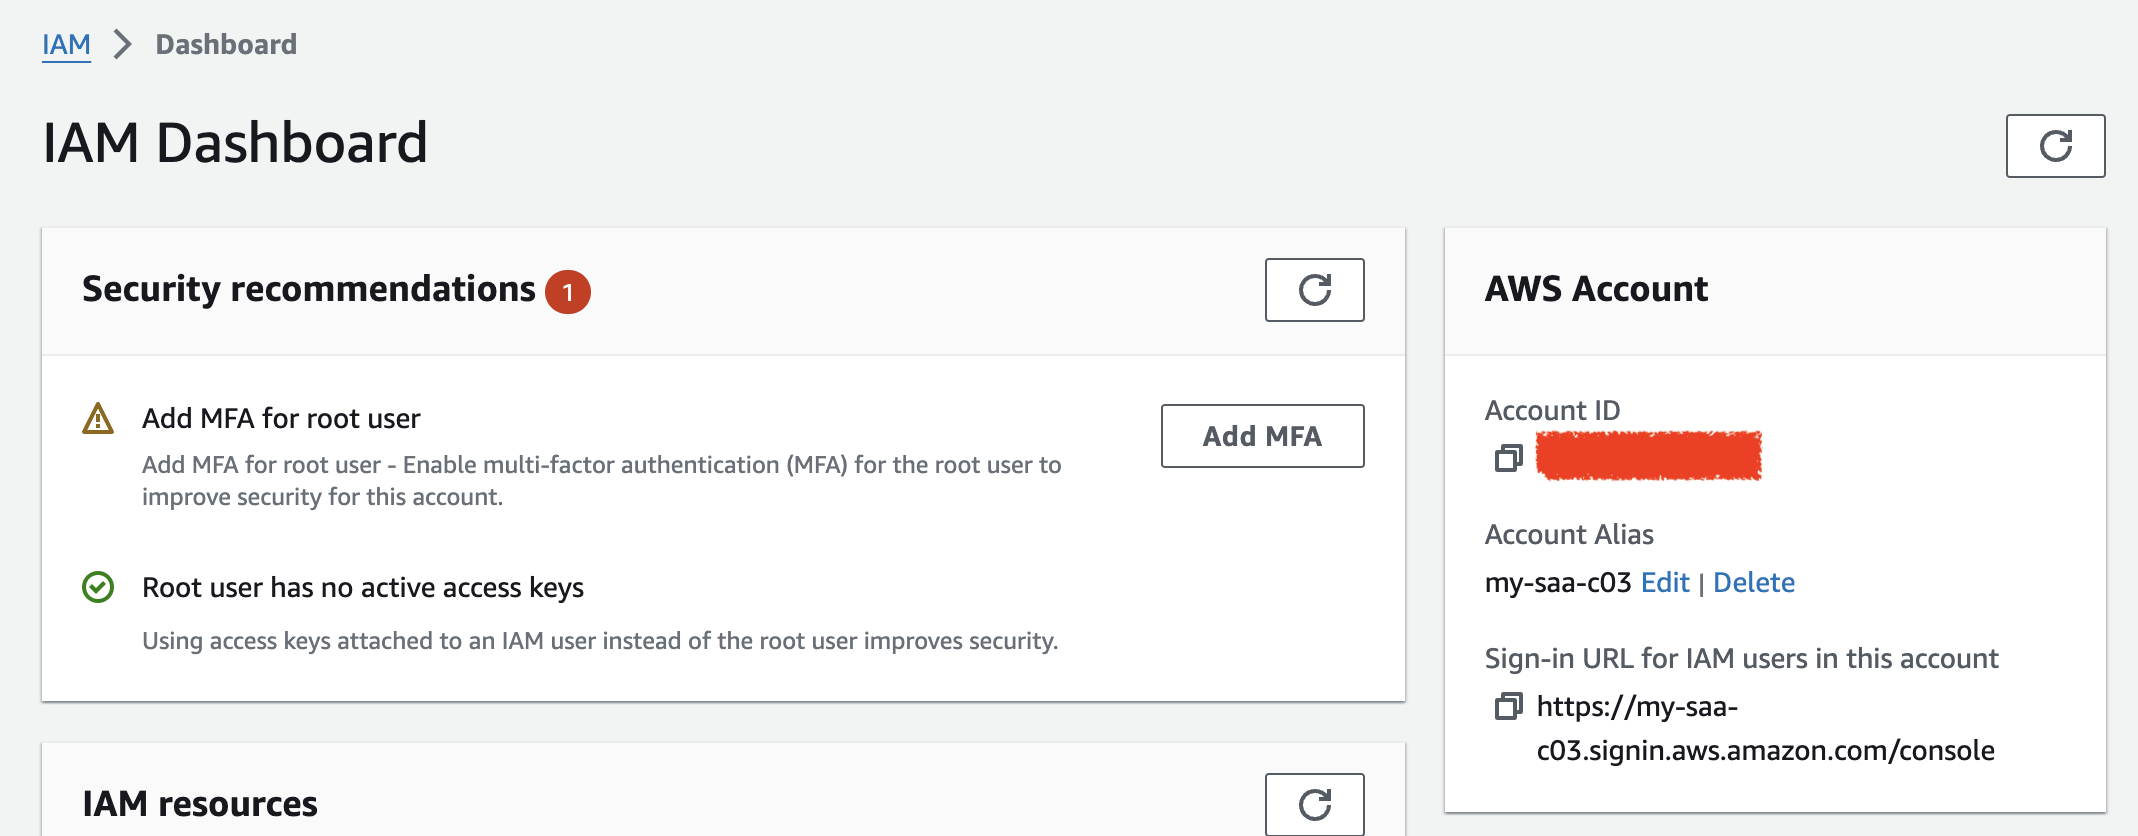 IAM > Dashboard
IAM Dashboard
Security recommendations 1
Add MFA for root user
Add MFA for root user - Enable multi-factor authentication (MFA) for the root user to
improve security for this account.
Add MFA
Root user has no active access keys
Using access keys attached to an IAM user instead of the root user improves security.
IAM resources
AWS Account
Account ID
Account Alias
my-saa-c03 Edit | Delete
Sign-in URL for IAM users in this account
https://my-saa-
c03.signin.aws.amazon.com/console